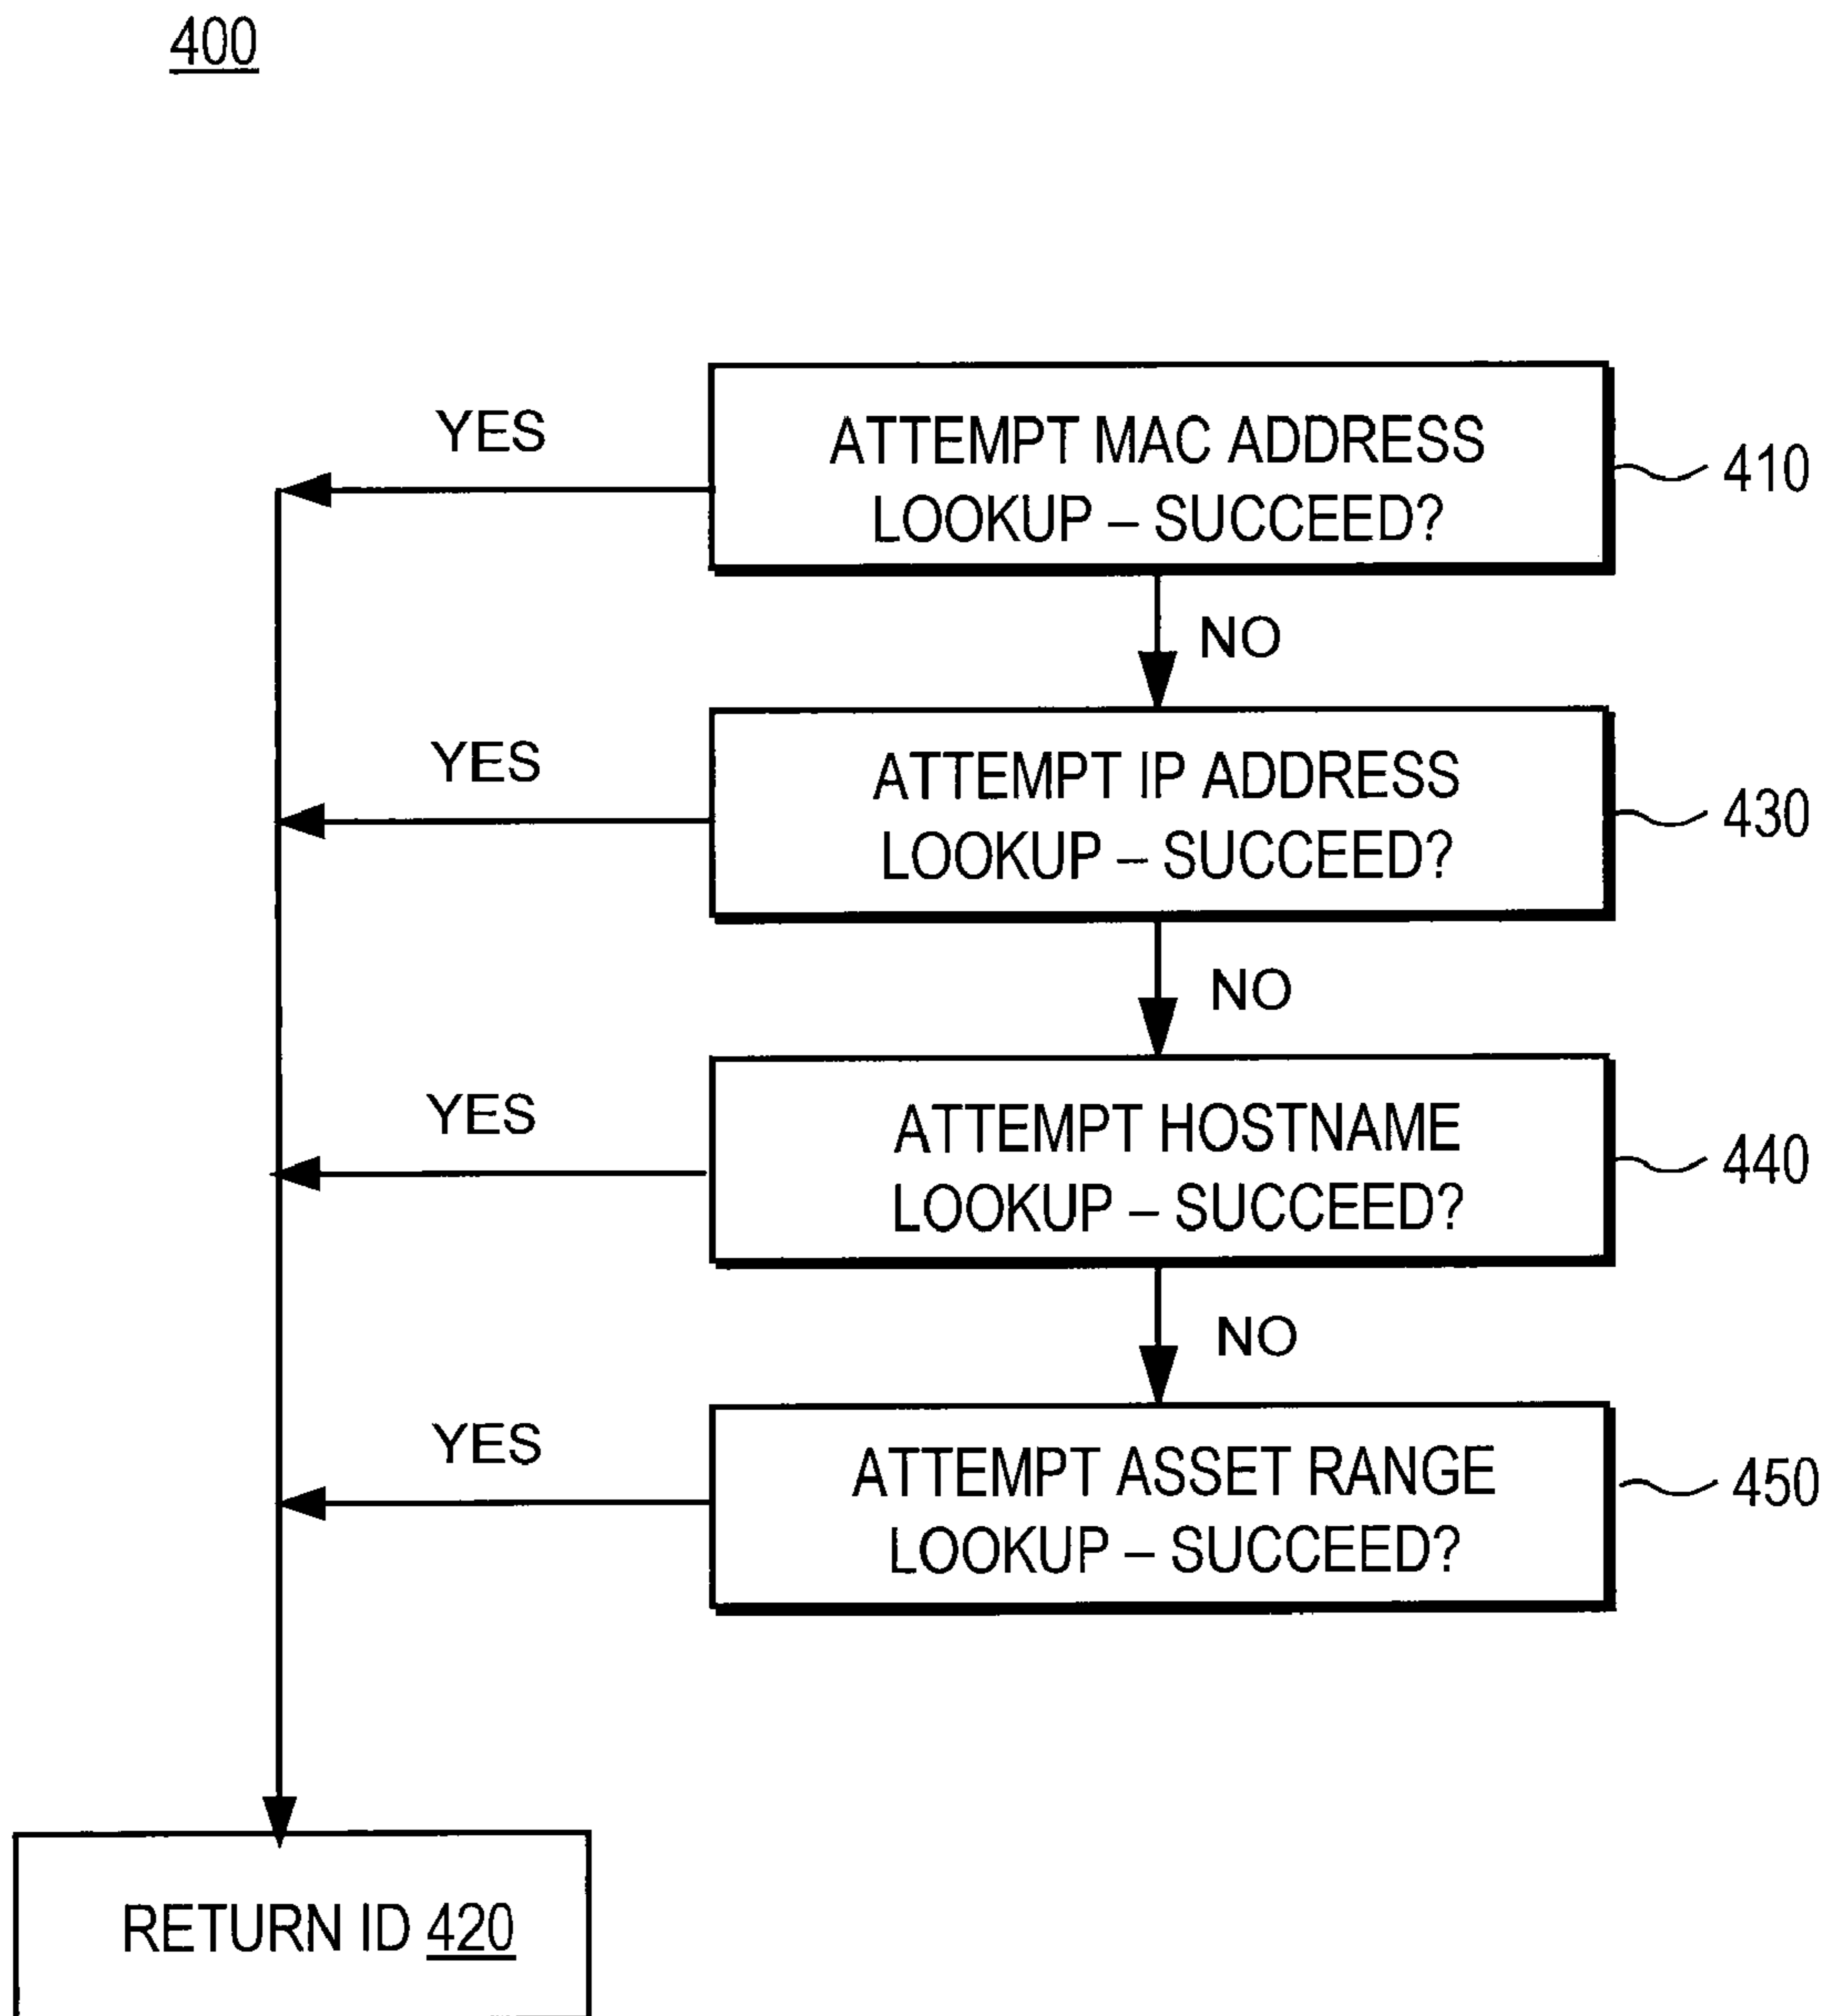 400
YES
ATTEMPT MAC ADDRESS
LOOKUP – SUCCEED?
410
NO
YES
ATTEMPT IP ADDRESS
LOOKUP – SUCCEED?
430
NO
YES
ATTEMPT HOSTNAME
LOOKUP – SUCCEED?
440
NO
YES
ATTEMPT ASSET RANGE
LOOKUP – SUCCEED?
450
RETURN ID 420